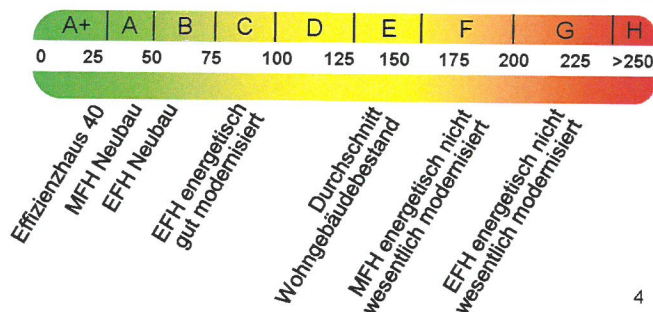 A+ A B C D E F G H
0 25 50 75 100 125 150 175 200 225 >250
Effizienzhaus 40
MFH Neubau
EFH Neubau
EFH energetisch
gut modernisiert
Durchschnitt
Wohngebäudebestand
MFH energetisch nicht
wesentlich modernisiert
EFH energetisch nicht
wesentlich modernisiert
4